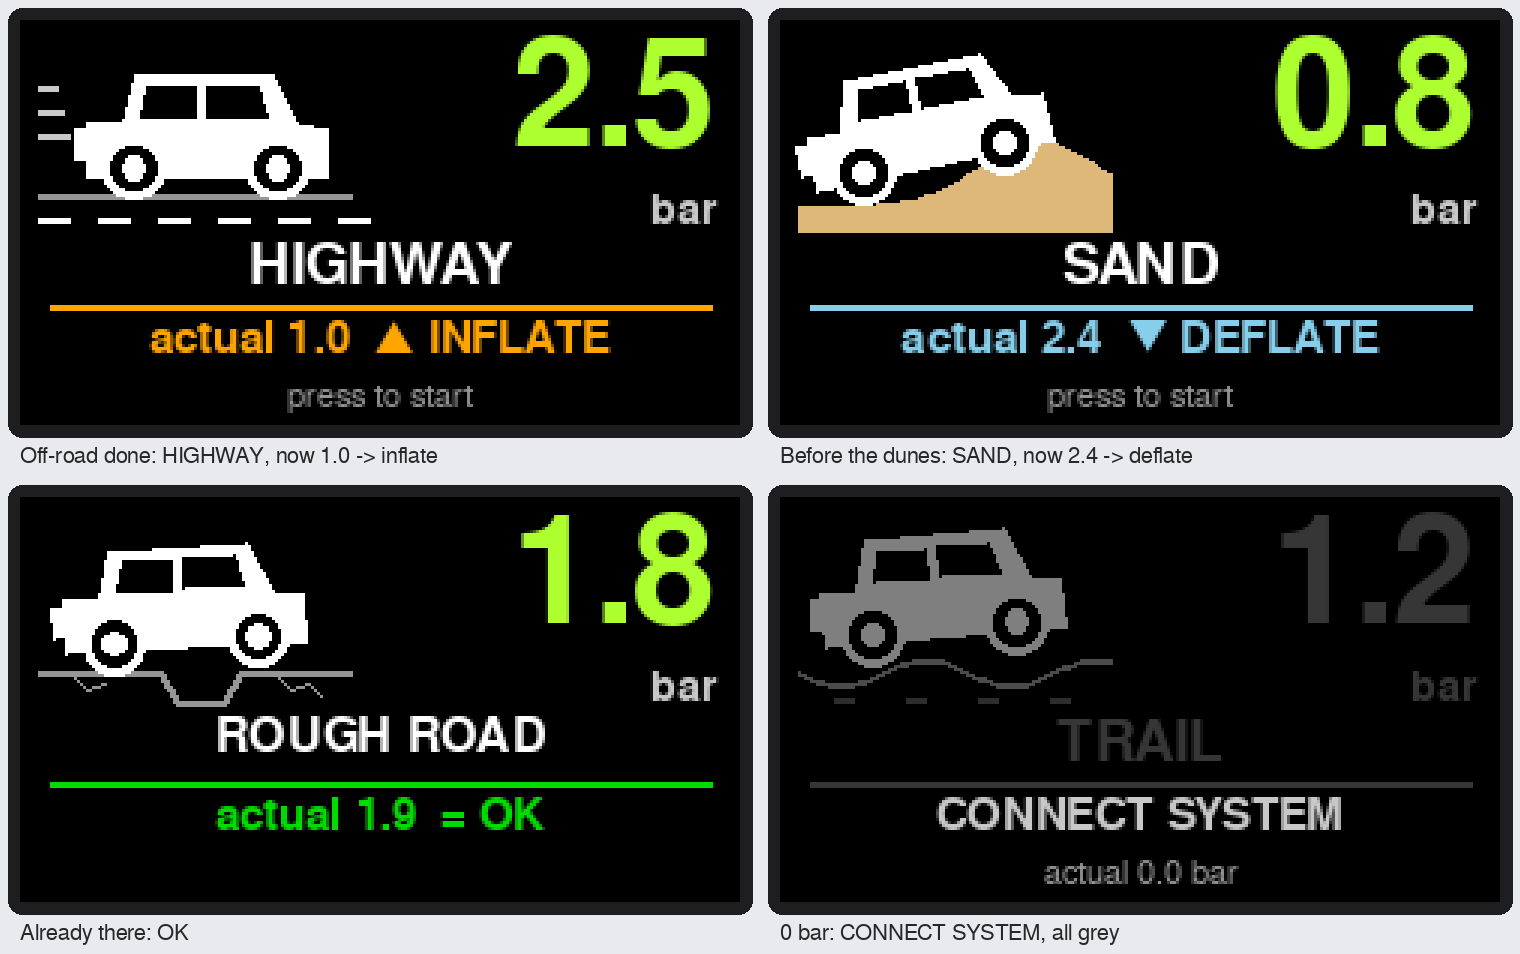 2.5
bar
HIGHWAY
actual 1.0 ▲ INFLATE
press to start
Off-road done: HIGHWAY, now 1.0 -> inflate
0.8
bar
SAND
actual 2.4 ▼ DEFLATE
press to start
Before the dunes: SAND, now 2.4 -> deflate
1.8
bar
ROUGH ROAD
actual 1.9 = OK
Already there: OK
1.2
bar
TRAIL
CONNECT SYSTEM
actual 0.0 bar
0 bar: CONNECT SYSTEM, all grey